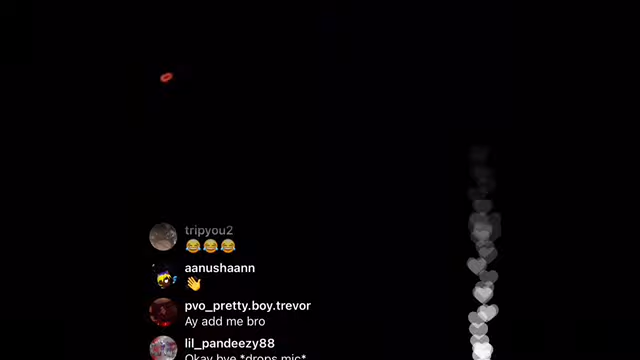 tripyou2
😂😂😂
aanushaann
👋
pvo_pretty.boy.trevor
Ay add me bro
lil_pandeezy88
Okay bye *drops mic*